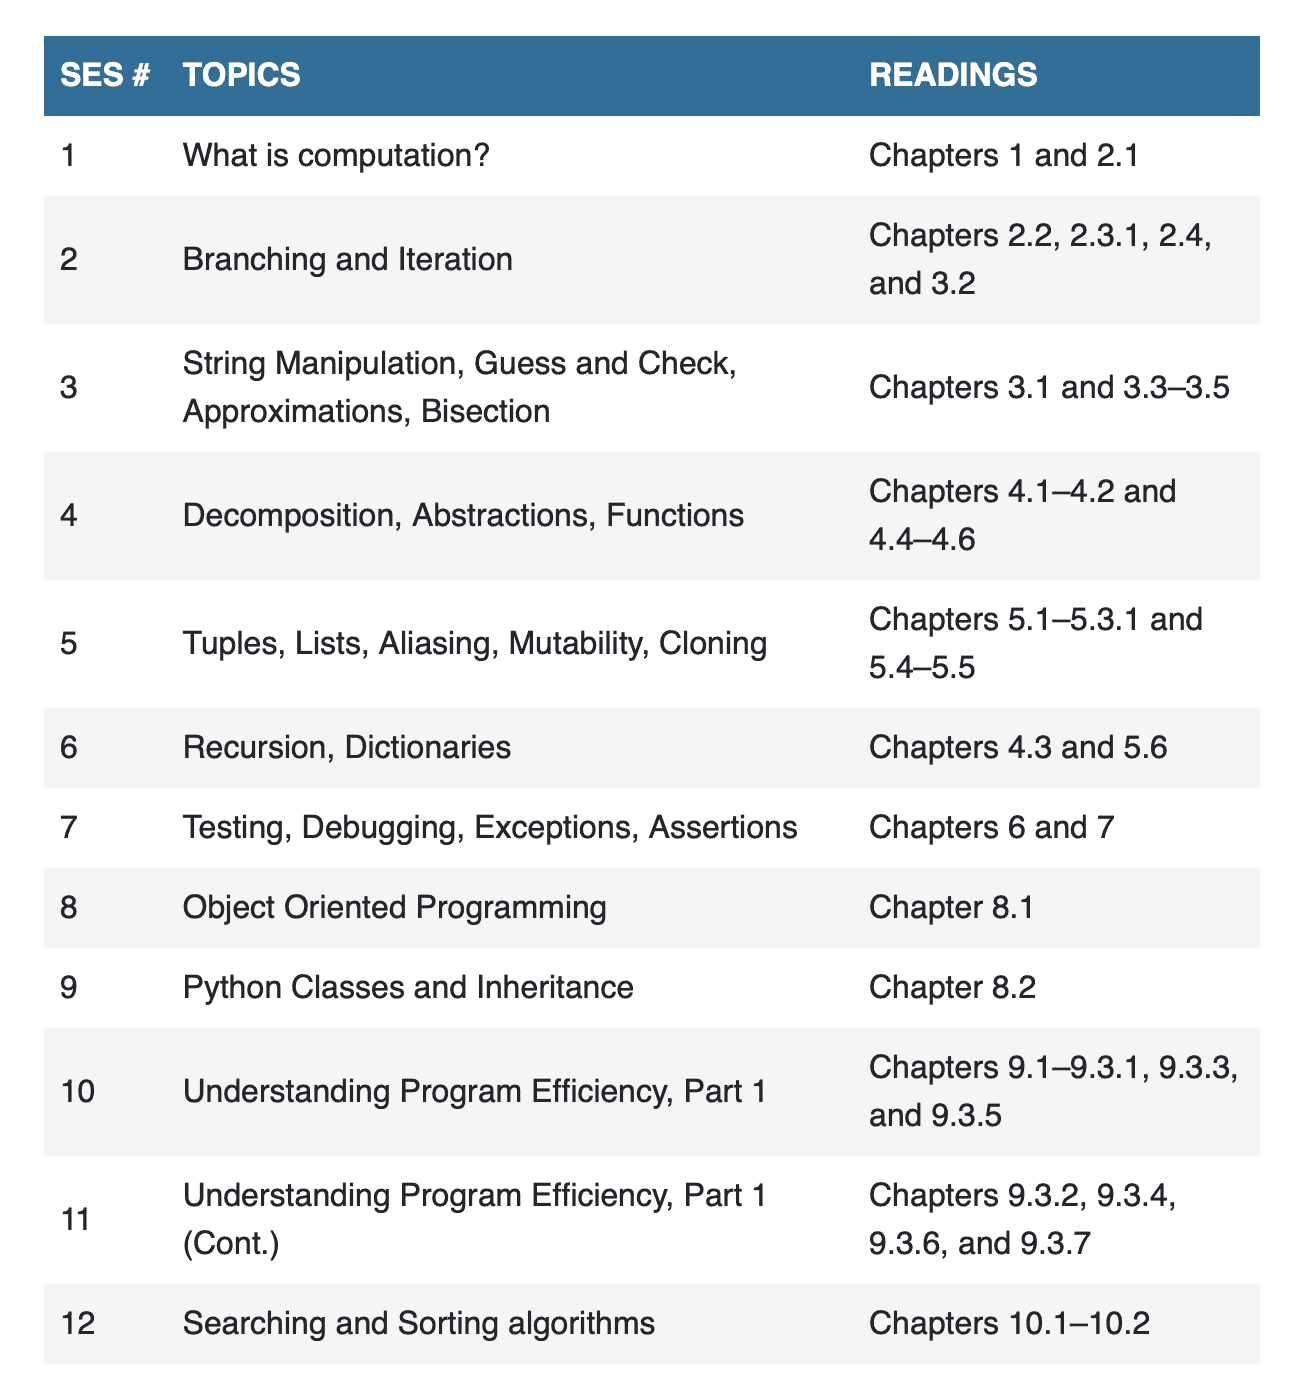 SES # TOPICS READINGS
1 What is computation? Chapters 1 and 2.1
2 Branching and Iteration Chapters 2.2, 2.3.1, 2.4,
and 3.2
3 String Manipulation, Guess and Check,
Approximations, Bisection Chapters 3.1 and 3.3–3.5
4 Decomposition, Abstractions, Functions Chapters 4.1–4.2 and
4.4–4.6
5 Tuples, Lists, Aliasing, Mutability, Cloning Chapters 5.1–5.3.1 and
5.4–5.5
6 Recursion, Dictionaries Chapters 4.3 and 5.6
7 Testing, Debugging, Exceptions, Assertions Chapters 6 and 7
8 Object Oriented Programming Chapter 8.1
9 Python Classes and Inheritance Chapter 8.2
10 Understanding Program Efficiency, Part 1 Chapters 9.1–9.3.1, 9.3.3,
and 9.3.5
11 Understanding Program Efficiency, Part 1 Chapters 9.3.2, 9.3.4,
(Cont.) 9.3.6, and 9.3.7
12 Searching and Sorting algorithms Chapters 10.1–10.2